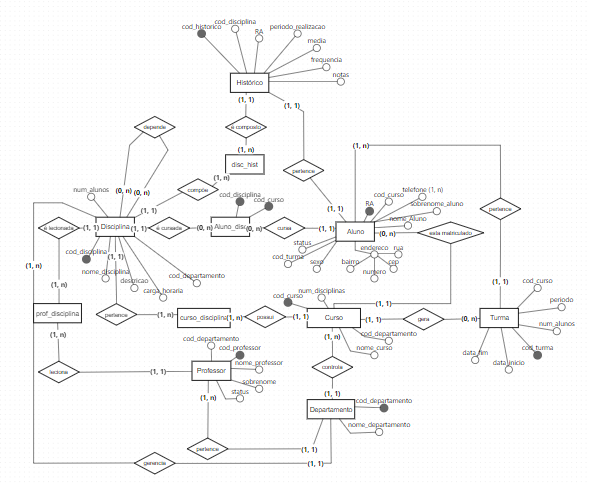 cod_disciplina
cod_historico
RA
periodo_realizacao
media
frequencia
notas
Histórico
(1, 1)
(1, 1)
depende
é composto
(1, n)
(1, n)
disc_hist
pertence
(0, n)
(0, n)
compõe
(1, n)
num_alunos
(1, 1)
cod_disciplina
cod_curso
RA
cod_curso
telefone (1, n)
sobrenome_aluno
nome_Aluno
(1, 1)
pertence
é lecionada
(1, 1)
Disciplina
(1, 1)
é cursada
(0, n)
Aluno_disc
(0, n)
cursa
(1, 1)
Aluno
(0, n)
esta matriculado
cod_disciplina
nome_disciplina
descricao
carga_horaria
cod_departamento
status
cod_turma
sexo
endereco
bairro
numero
cep
rua
(1, n)
(1, n)
(1, 1)
cod_curso
num_disciplinas
(1, 1)
cod_curso
periodo
num_alunos
cod_turma
data_inicio
data_fim
prof_disciplina
pertence
(1, n)
curso_disciplina
(1, n)
possui
(1, 1)
Curso
(1, 1)
gera
(0, n)
Turma
cod_departamento
nome_curso
(1, n)
(1, n)
cod_departamento
cod_professor
nome_professor
sobrenome
status
leciona
(1, 1)
Professor
controla
(1, n)
(1, 1)
Departamento
cod_departamento
nome_departamento
pertence
(1, 1)
gerencia
(1, 1)